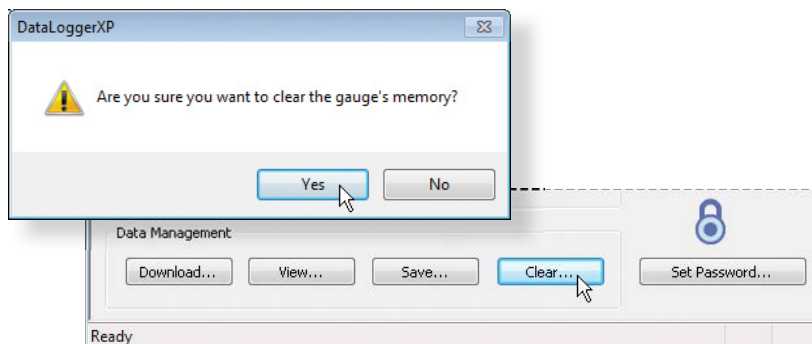 DataLoggerXP
Are you sure you want to clear the gauge's memory?
Yes
No
Data Management
Download...
View...
Save...
Clear...
Set Password...
Ready